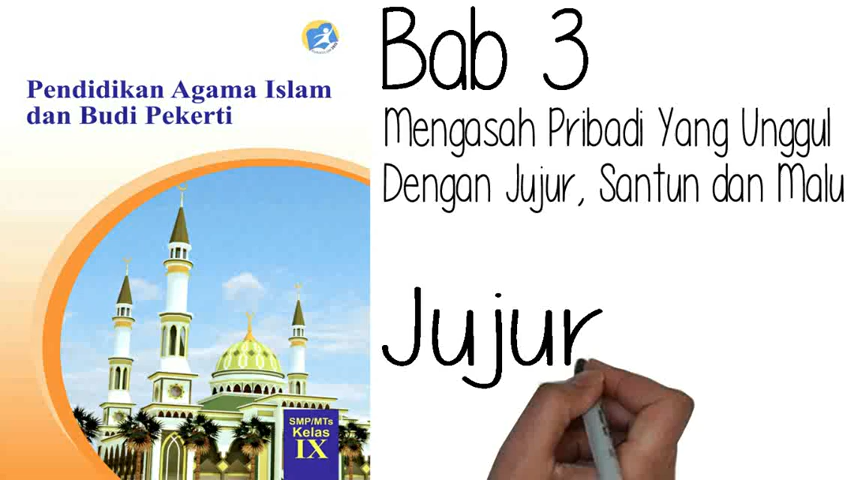 Pendidikan Agama Islam
dan Budi Pekerti
SMP/MTs
Kelas
IX
Bab 3
Mengasah Pribadi Yang Unggul
Dengan Jujur, Santun dan Malu
Jujur